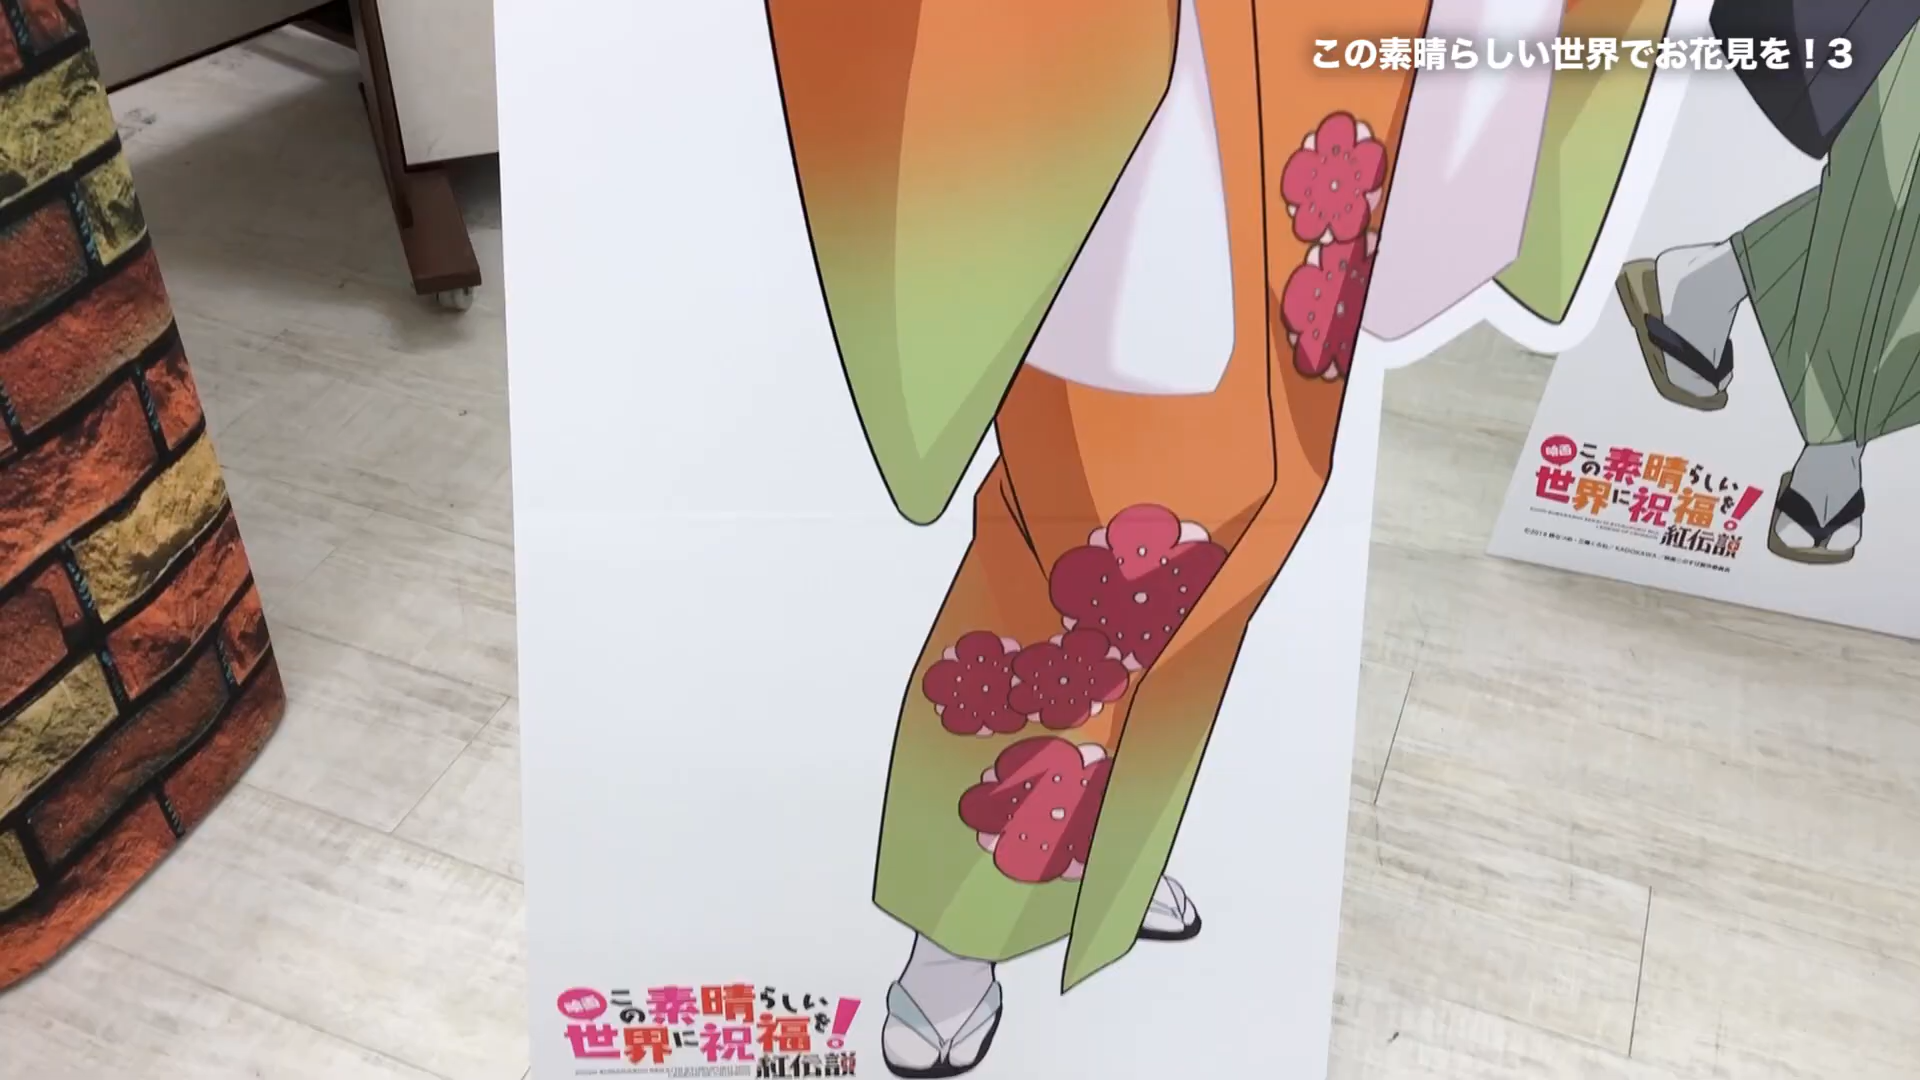 この素晴らしい世界でお花見を！3
映画
この素晴らしい
世界に祝福を！
紅伝説
映画
この素晴らしい
世界に祝福を！
紅伝説